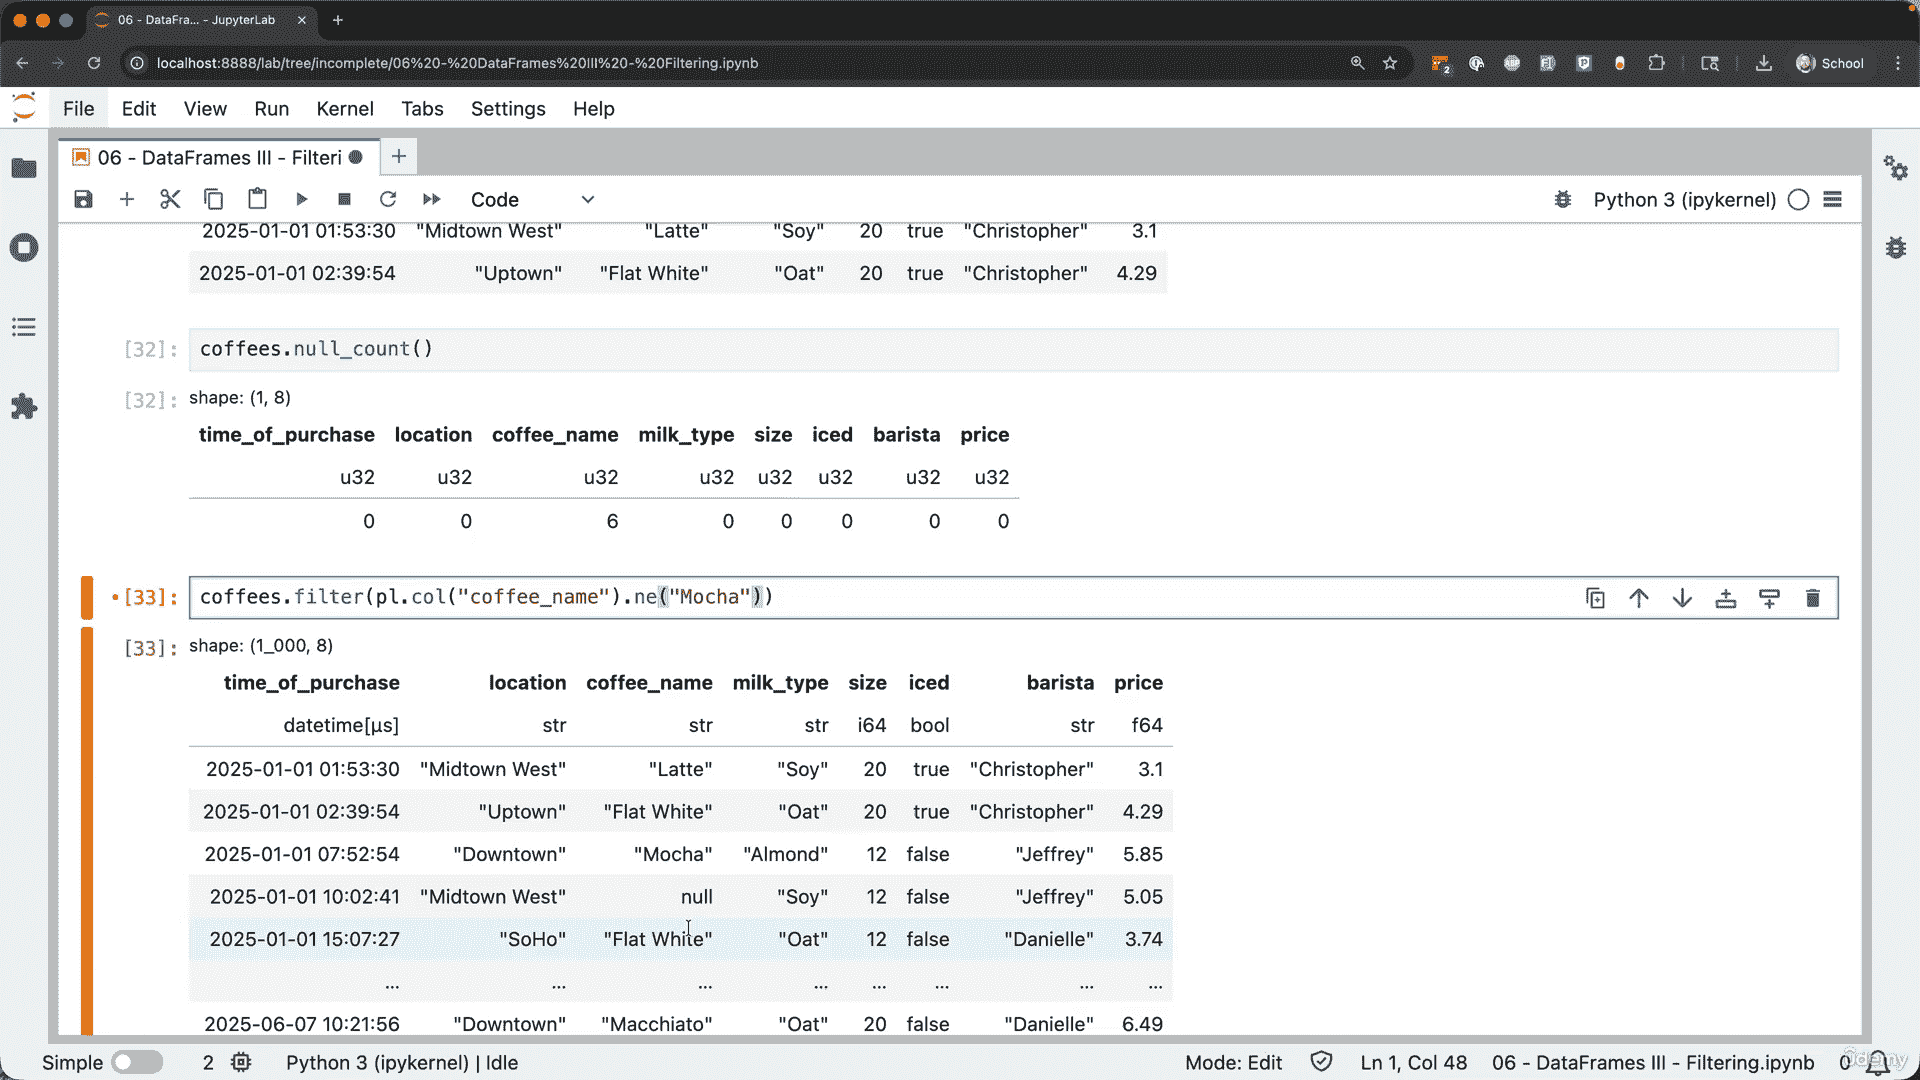 06 - DataFra... - JupyterLab
localhost:8888/lab/tree/incomplete/06%20-%20DataFrames%20III%20-%20Filtering.ipynb
2
School
File Edit View Run Kernel Tabs Settings Help
06 - DataFrames III - Filteri
Code
Python 3 (ipykernel)
2025-01-01 01:53:30 "Midtown West" "Latte" "Soy" 20 true "Christopher" 3.1
2025-01-01 02:39:54 "Uptown" "Flat White" "Oat" 20 true "Christopher" 4.29
[32]: coffees.null_count()
[32]: shape: (1, 8)
time_of_purchase location coffee_name milk_type size iced barista price
u32 u32 u32 u32 u32 u32 u32 u32
0 0 6 0 0 0 0 0
[33]: coffees.filter(pl.col("coffee_name").ne("Mocha"))
[33]: shape: (1_000, 8)
time_of_purchase location coffee_name milk_type size iced barista price
datetime[μs] str str str i64 bool str f64
2025-01-01 01:53:30 "Midtown West" "Latte" "Soy" 20 true "Christopher" 3.1
2025-01-01 02:39:54 "Uptown" "Flat White" "Oat" 20 true "Christopher" 4.29
2025-01-01 07:52:54 "Downtown" "Mocha" "Almond" 12 false "Jeffrey" 5.85
2025-01-01 10:02:41 "Midtown West" null "Soy" 12 false "Jeffrey" 5.05
2025-01-01 15:07:27 "SoHo" "Flat White" "Oat" 12 false "Danielle" 3.74
... ... ... ... ... ... ... ...
2025-06-07 10:21:56 "Downtown" "Macchiato" "Oat" 20 false "Danielle" 6.49
Simple 2 Python 3 (ipykernel) | Idle Mode: Edit Ln 1, Col 48 06 - DataFrames III - Filtering.ipynb 0
udemy